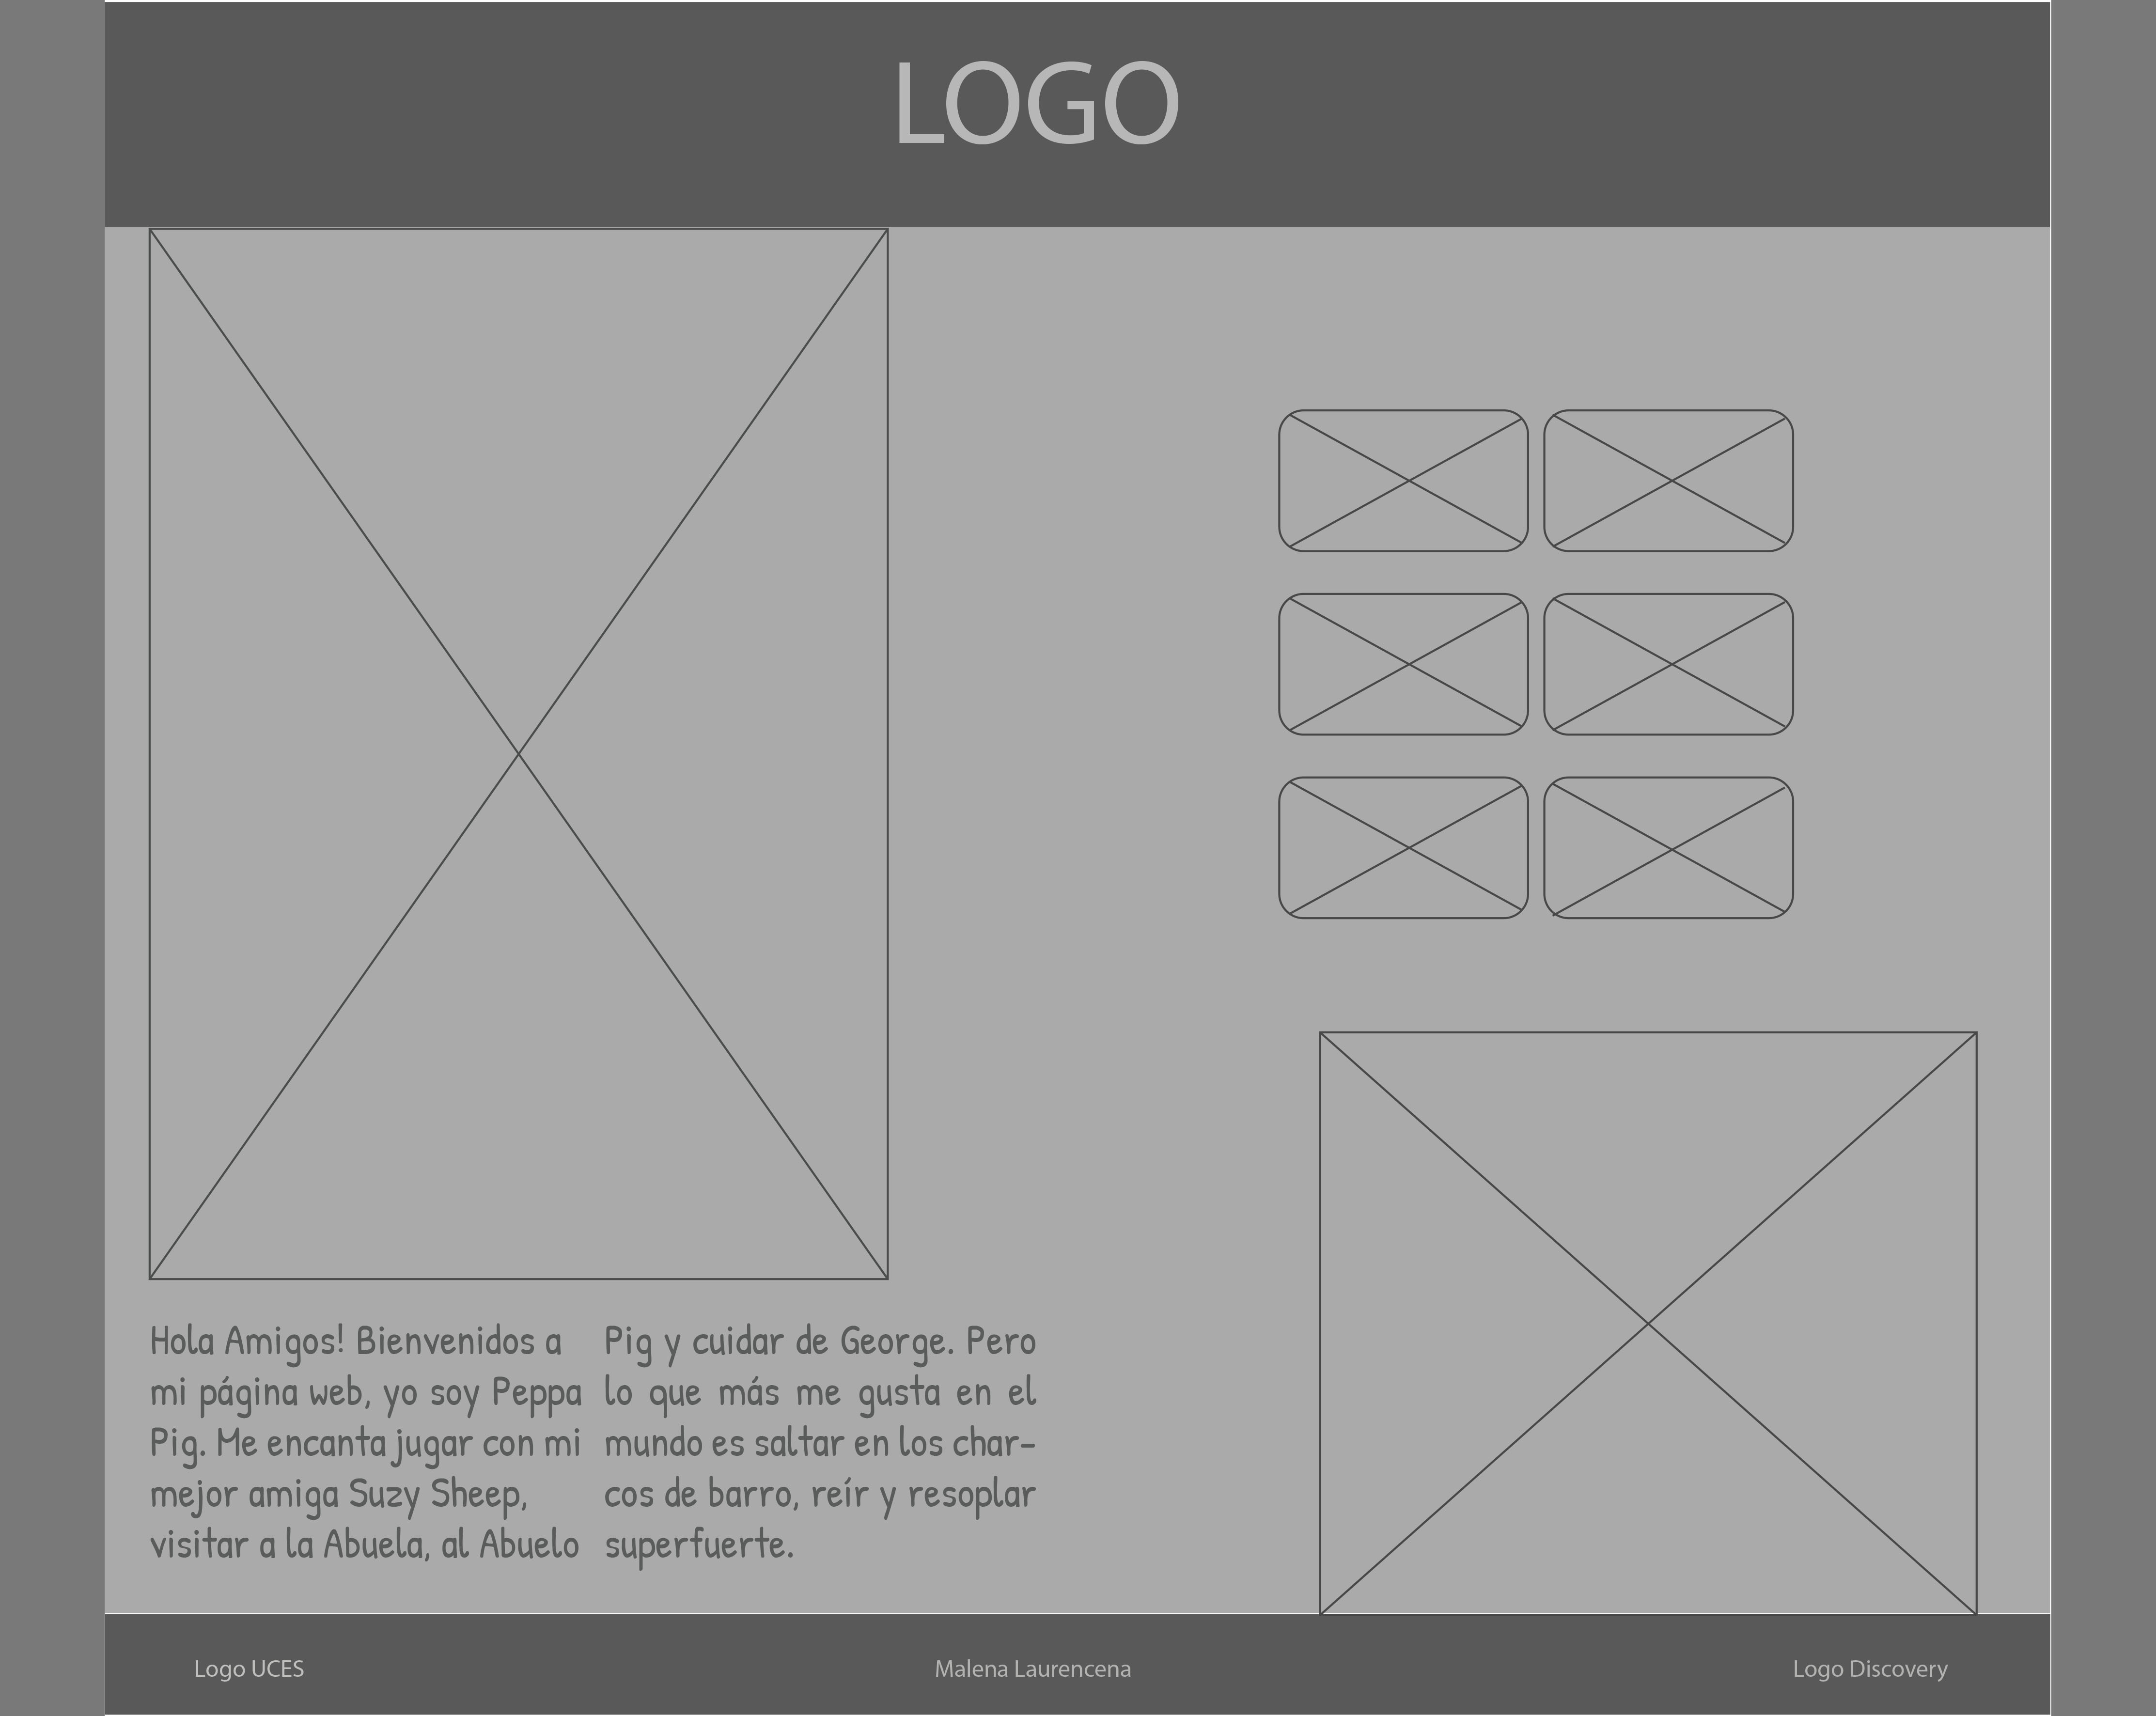 LOGO
Hola Amigos! Bienvenidos a
mi página web, yo soy Peppa
Pig. Me encanta jugar con mi
mejor amiga Suzy Sheep,
visitar a la Abuela, al Abuelo
Pig y cuidar de George. Pero
lo que más me gusta en el
mundo es saltar en los char-
cos de barro, reír y resoplar
superfuerte.
Logo UCES
Malena Laurencena
Logo Discovery